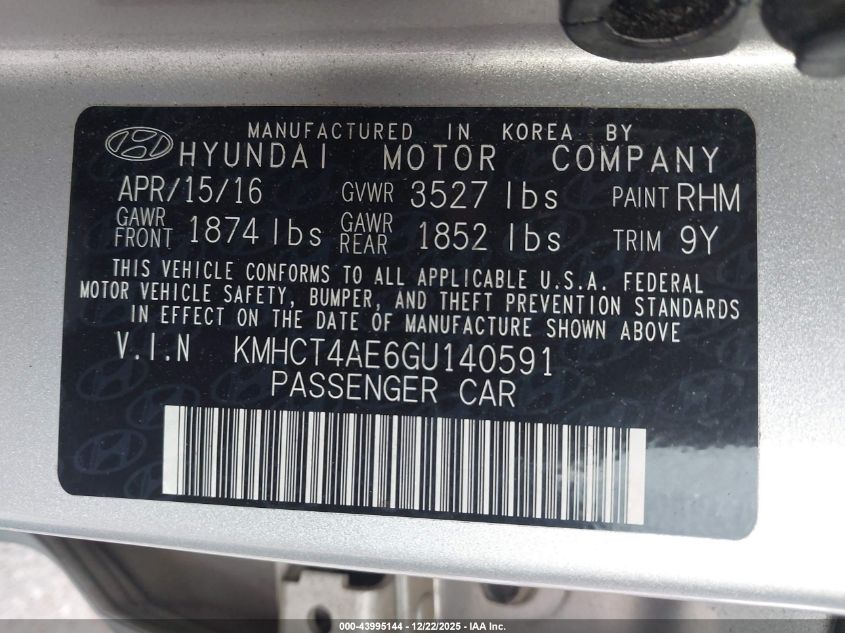 MANUFACTURED IN KOREA BY
HYUNDAI MOTOR COMPANY
APR/15/16 GVWR 3527 lbs PAINT RHM
GAWR FRONT 1874 lbs GAWR REAR 1852 lbs TRIM 9Y
THIS VEHICLE CONFORMS TO ALL APPLICABLE U.S.A. FEDERAL
MOTOR VEHICLE SAFETY, BUMPER, AND THEFT PREVENTION STANDARDS
IN EFFECT ON THE DATE OF MANUFACTURE SHOWN ABOVE
V.I.N KMHCT4AE6GU140591
PASSENGER CAR
000-43995144 - 12/22/2025 - IAA Inc.